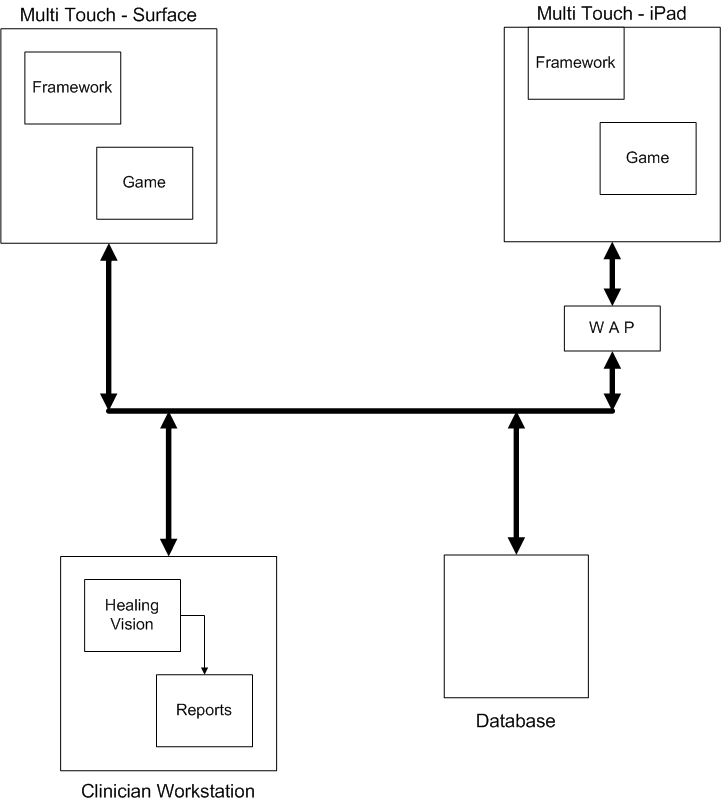 Multi Touch - Surface
Multi Touch - iPad
Framework
Game
Framework
Game
W A P
Healing
Vision
Reports
Database
Clinician Workstation